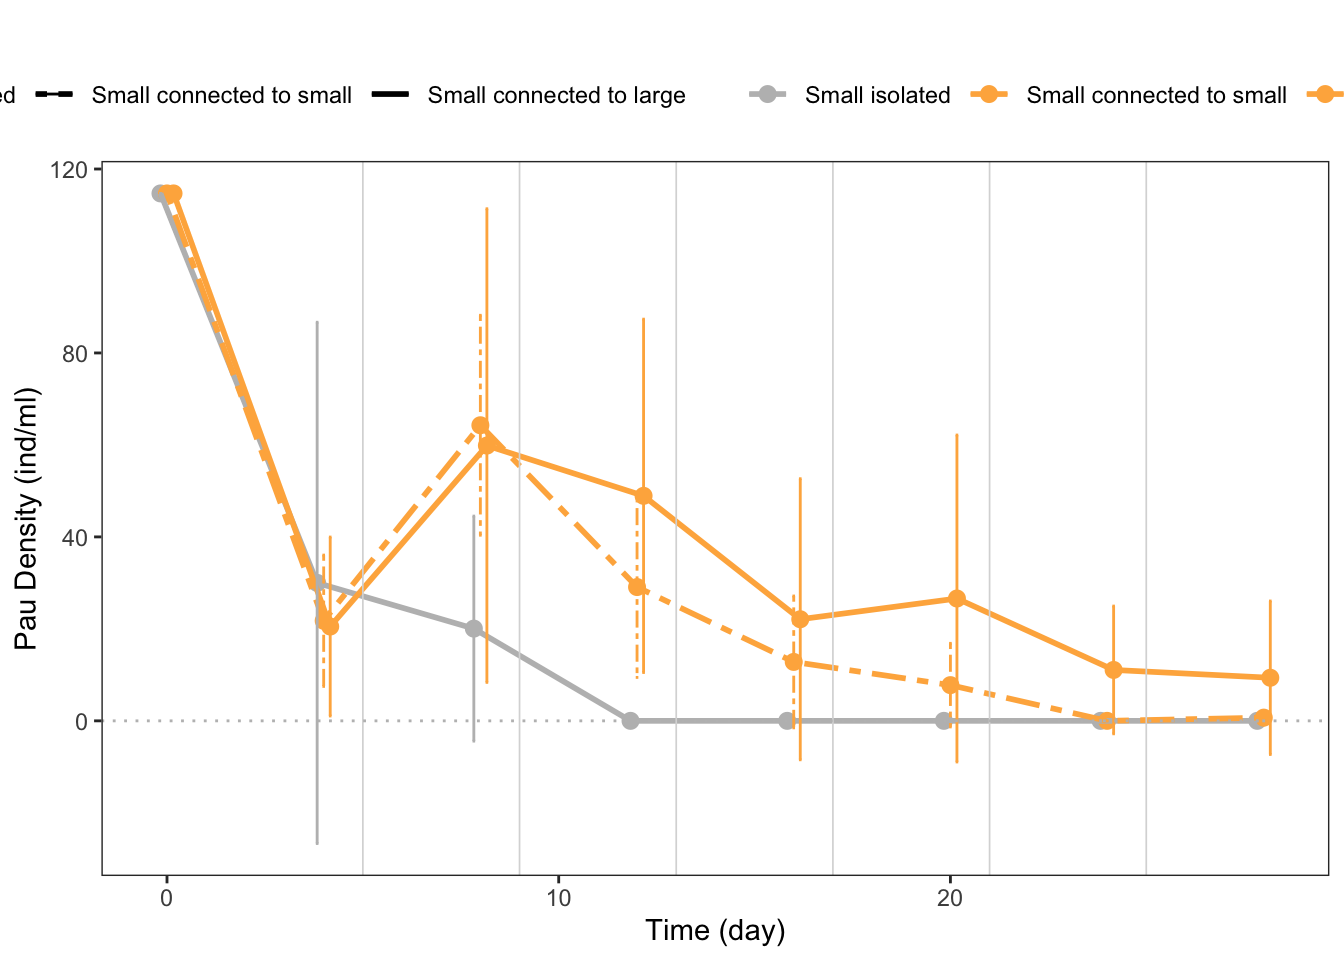 ed Small connected to small Small connected to large Small isolated Small connected to small
120
80
40
0
Pau Density (ind/ml)
0 10 20
Time (day)